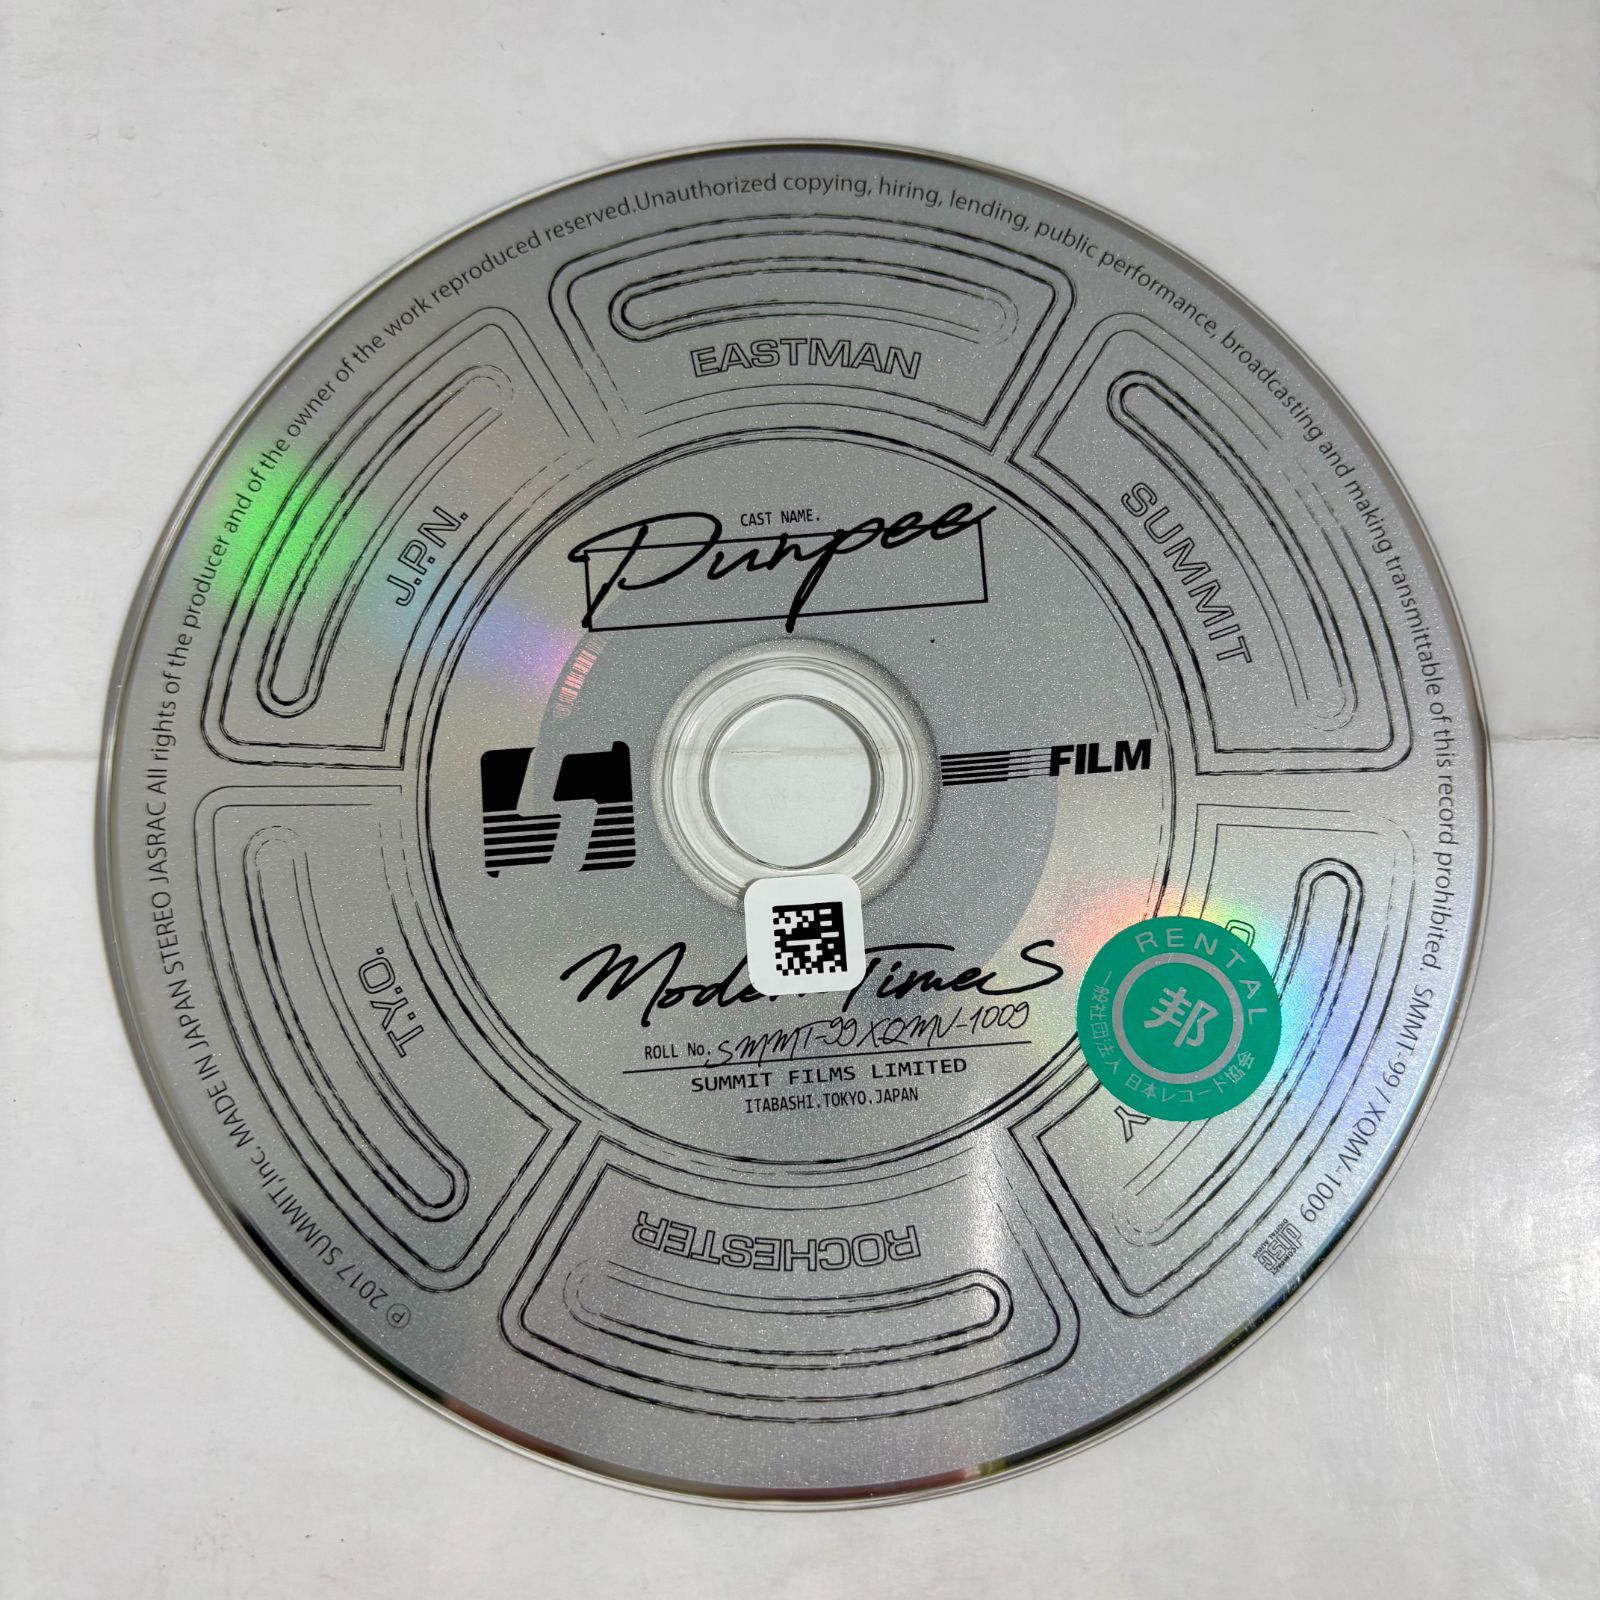 ℗ 2017 SUMMIT,Inc. MADE IN JAPAN STEREO JASRAC All rights of the producer and of the owner of the work reproduced reserved.Unauthorized copying, hiring, lending, public performance, broadcasting and making transmittable of this record prohibited. SMMT-99 / XQMV-1009
EASTMAN
J.P.N.
SUMMIT
CAST NAME.
Punpee
FILM
T.Y.O.
Modern Times
ROLL No. SMMT-99 XQMV-1009
SUMMIT FILMS LIMITED
ITABASHI.TOKYO.JAPAN
RENTAL
邦
一般社団法人 日本レコード協会
Y
ROCHESTER
COMPACT
disc
DIGITAL AUDIO